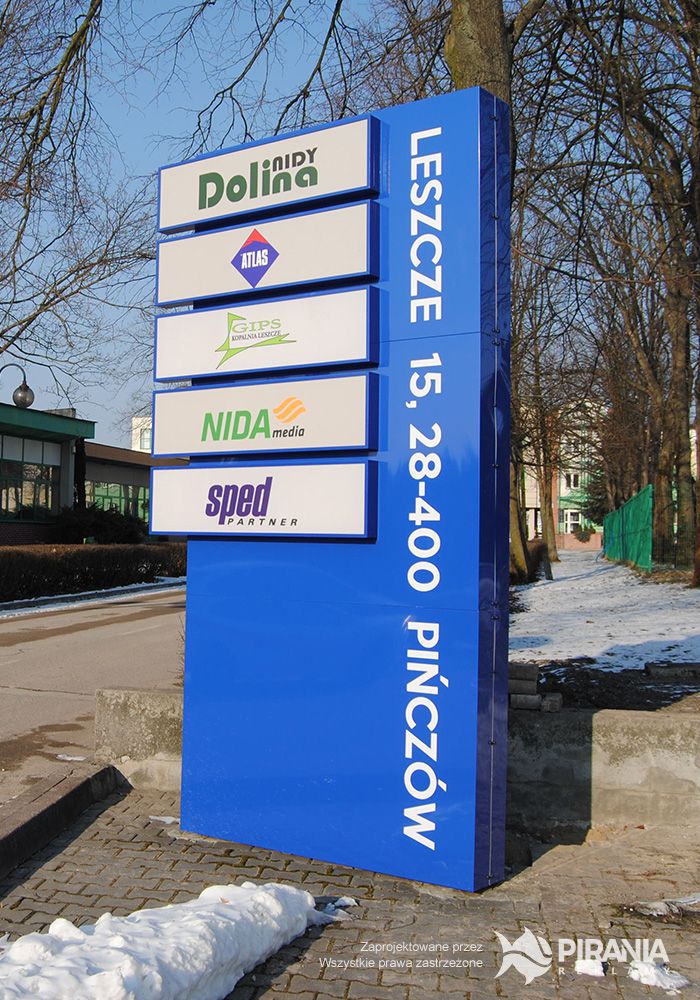 NIDY
Dolina
ATLAS
GIPS
KOPALNIA LESZCZE
NIDA
media
sped
PARTNER
LESZCZE 15, 28-400 PIŃCZÓW
Zaprojektowane przez
Wszystkie prawa zastrzeżone
PIRANIA
REKLAMY